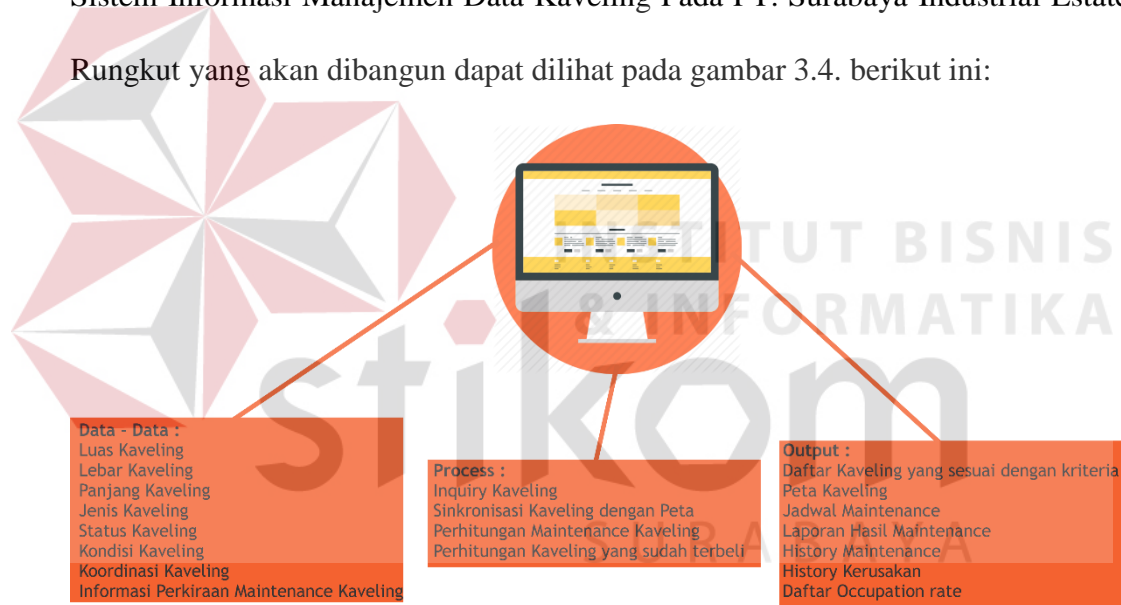 Sistem Informasi Manajemen Data Kaveling Pada PT. Surabaya Industrial Estate
Rungkut yang akan dibangun dapat dilihat pada gambar 3.4. berikut ini:
INSTITUT BISNIS
& INFORMATIKA
stikom
SURABAYA
Data - Data :
Luas Kaveling
Lebar Kaveling
Panjang Kaveling
Jenis Kaveling
Status Kaveling
Kondisi Kaveling
Koordinasi Kaveling
Informasi Perkiraan Maintenance Kaveling
Process :
Inquiry Kaveling
Sinkronisasi Kaveling dengan Peta
Perhitungan Maintenance Kaveling
Perhitungan Kaveling yang sudah terbeli
Output :
Daftar Kaveling yang sesuai dengan kriteria
Peta Kaveling
Jadwal Maintenance
Laporan Hasil Maintenance
History Maintenance
History Kerusakan
Daftar Occupation rate